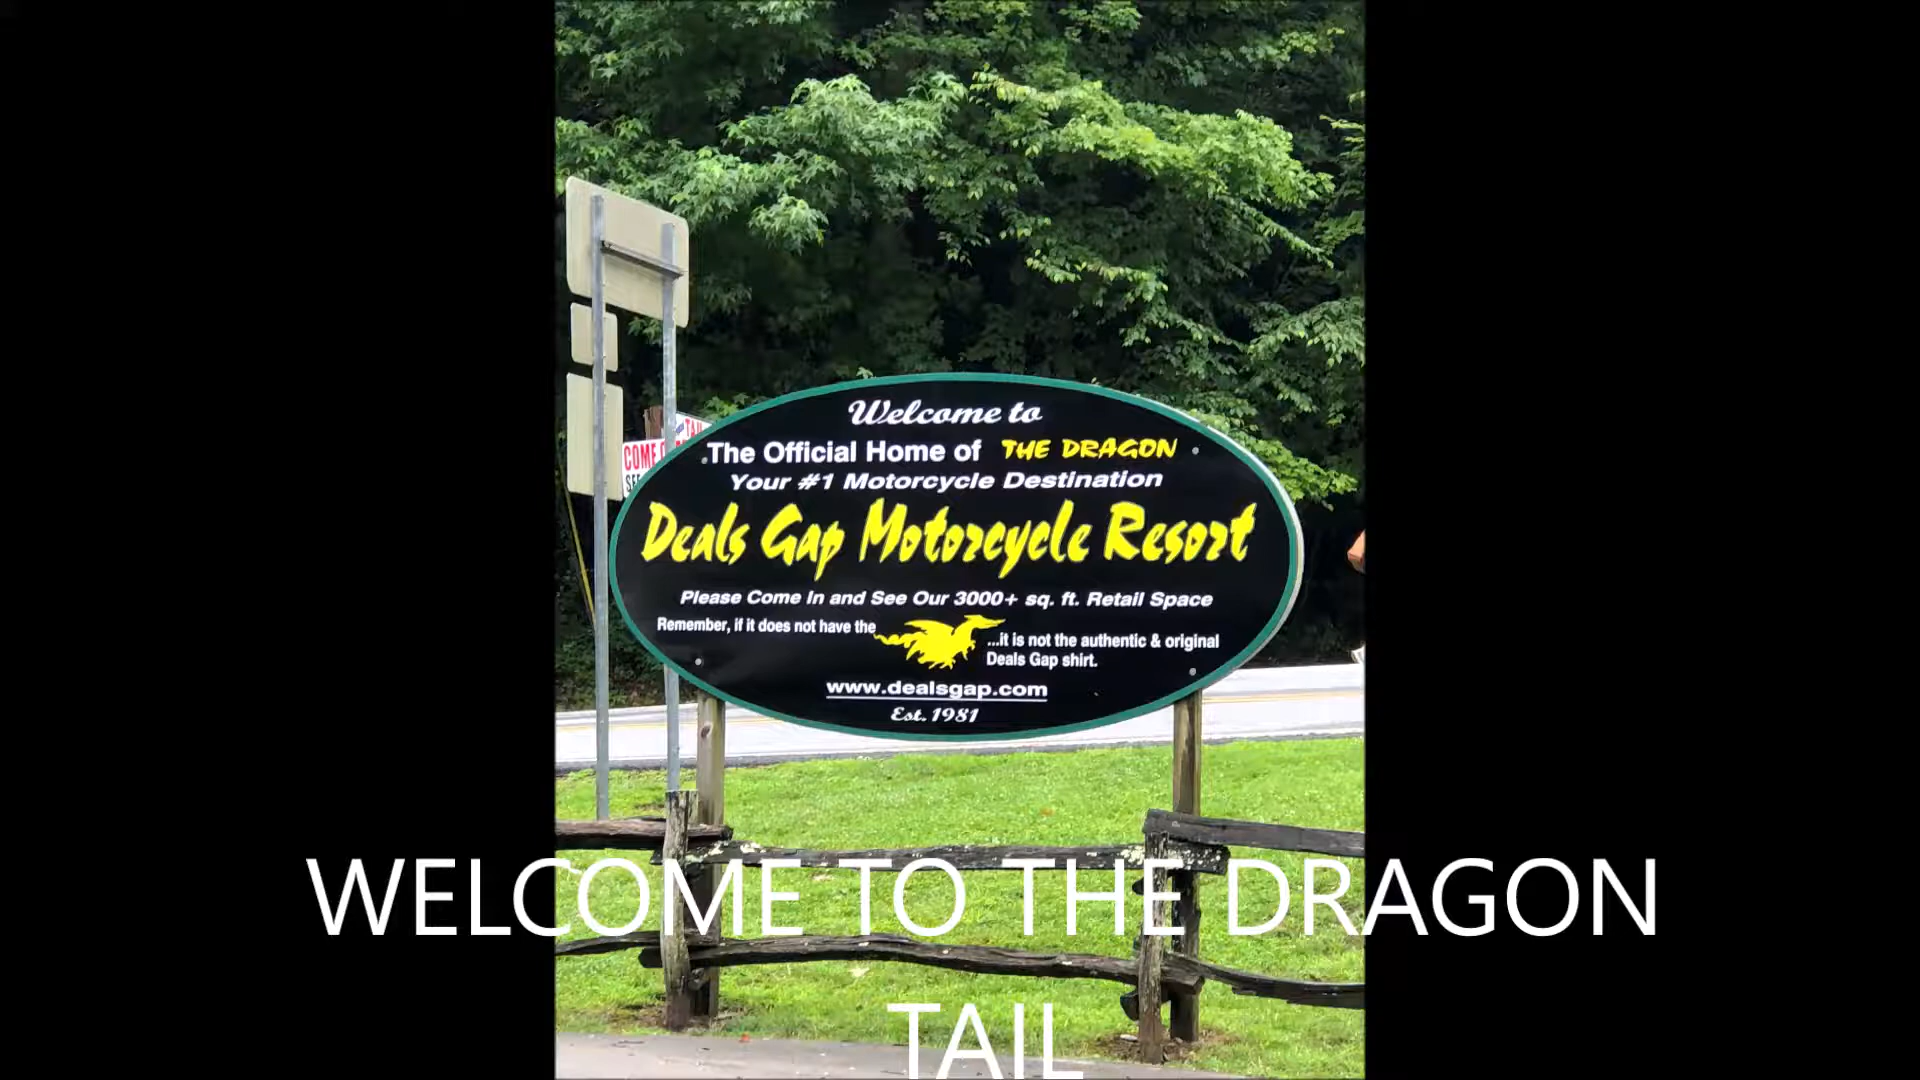 TAIL
COME
Welcome to
The Official Home of THE DRAGON
Your #1 Motorcycle Destination
Deals Gap Motorcycle Resort
Please Come In and See Our 3000+ sq. ft. Retail Space
Remember, if it does not have the
...it is not the authentic & original
Deals Gap shirt.
www.dealsgap.com
Est. 1981
WELCOME TO THE DRAGON
TAIL